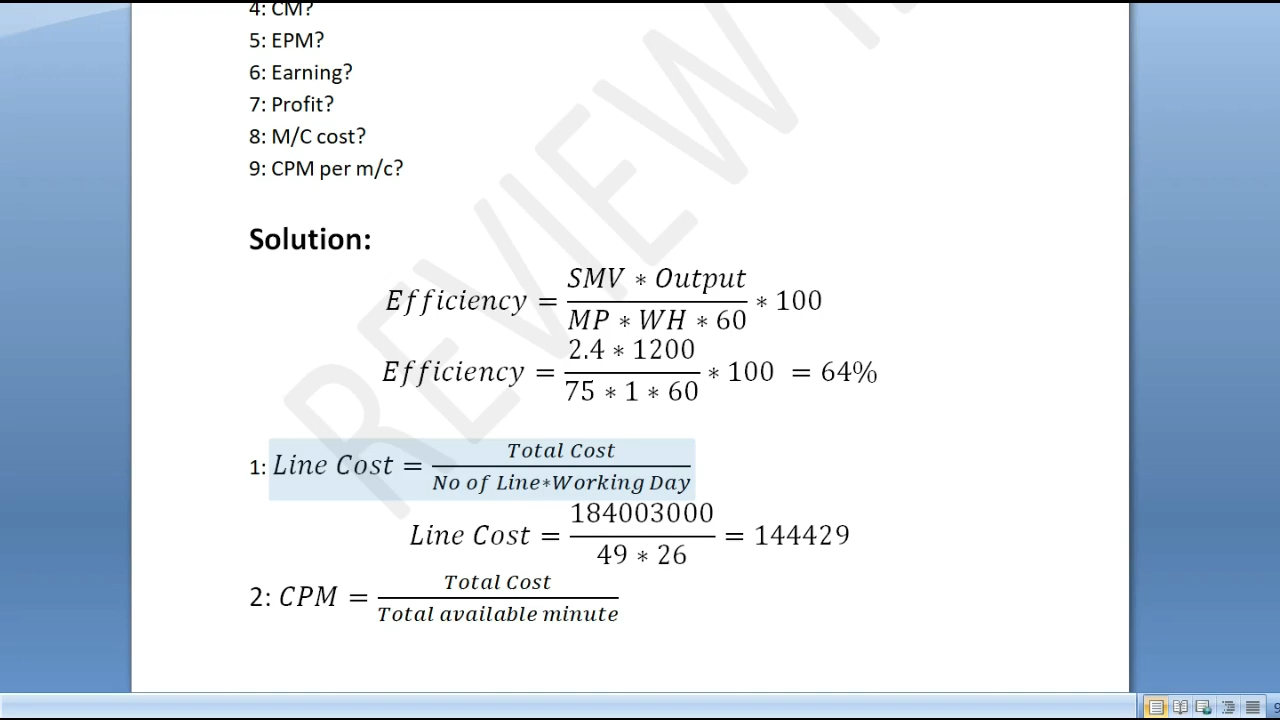 4: CM?
5: EPM?
6: Earning?
7: Profit?
8: M/C cost?
9: CPM per m/c?
Solution:
Efficiency = SMV * Output / MP * WH * 60 * 100
Efficiency = 2.4 * 1200 / 75 * 1 * 60 * 100 = 64%
1: Line Cost = Total Cost / No of Line*Working Day
Line Cost = 184003000 / 49 * 26 = 144429
2: CPM = Total Cost / Total available minute
REVIEW